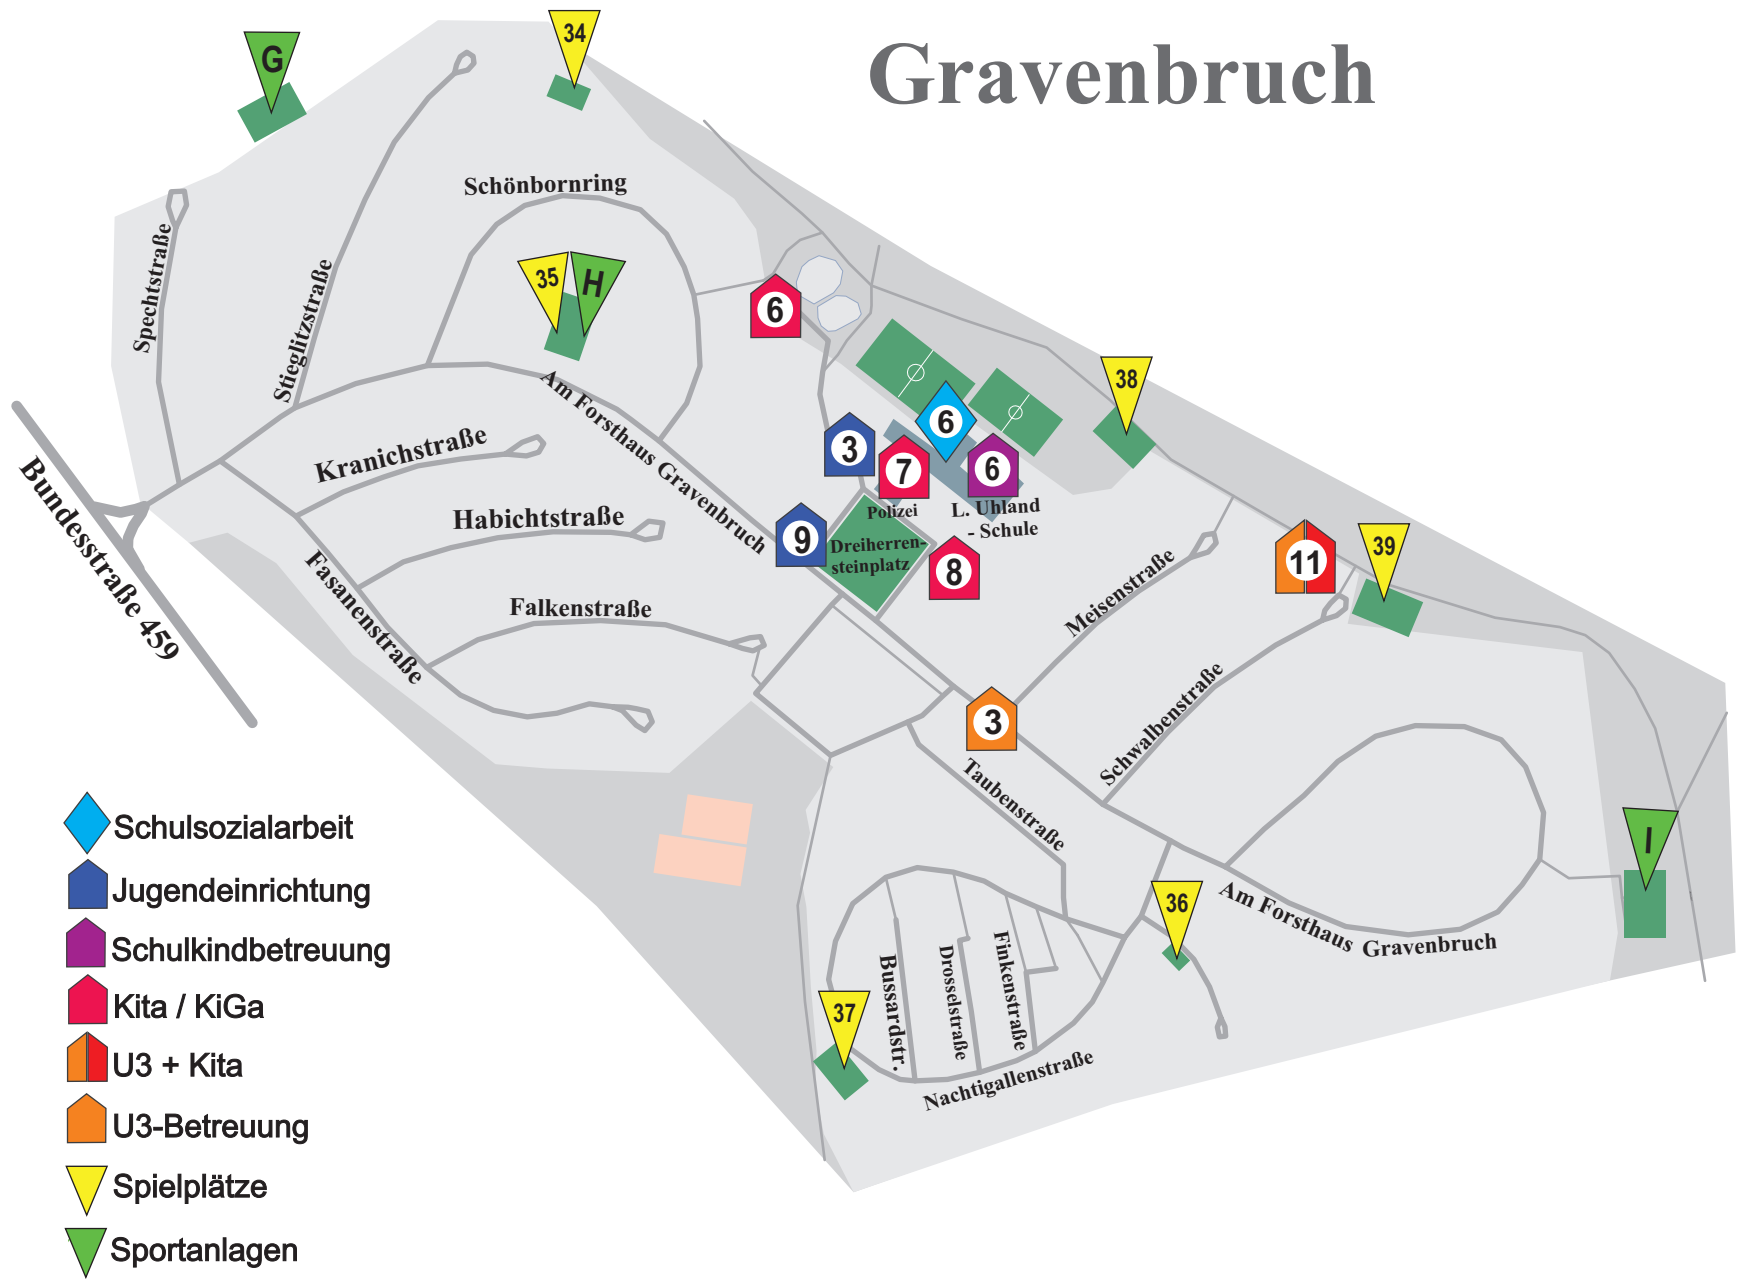 Gravenbruch
G
34
Schönbornring
35
H
Spechtstraße
Stieglitzstraße
6
38
Am Forsthaus Gravenbruch
Kranichstraße
3
7
6
6
Polizei
L. Uhland
- Schule
Bundesstraße 459
Habichtstraße
9
Dreiherren-
steinplatz
8
11
39
Fasanenstraße
Falkenstraße
Meisenstraße
Schwalbenstraße
3
Taubenstraße
I
36
Am Forsthaus Gravenbruch
Bussardstr.
Drosselstraße
Finkenstraße
37
Nachtigallenstraße
Schulsozialarbeit
Jugendeinrichtung
Schulkindbetreuung
Kita / KiGa
U3 + Kita
U3-Betreuung
Spielplätze
Sportanlagen